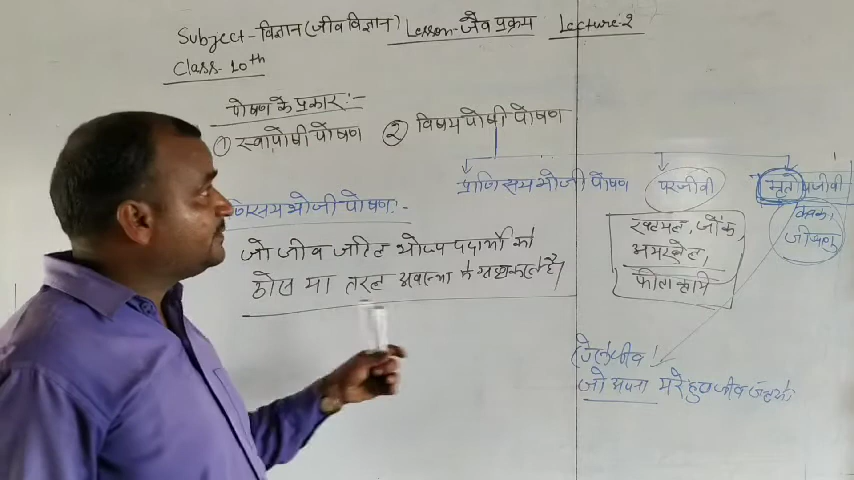 Subject-विज्ञान (जीव विज्ञान) Lesson-जैव प्रक्रम Lecture-2
Class-10th
पोषण के प्रकार:-
① स्वपोषी पोषण ② विषमपोषी पोषण
प्राणिसमभोजी पोषण परजीवी मृतोपजीवी
कवक,
जीवाणु
खटमल, जोंक,
अमरबेल,
फीताकृमि
णिसमभोजी पोषण:-
जो जीव जटिल भोज्य पदार्थो को
ठोस या तरल अवस्था में ग्रहण करते है।
जो अपना मरे हुए जीव